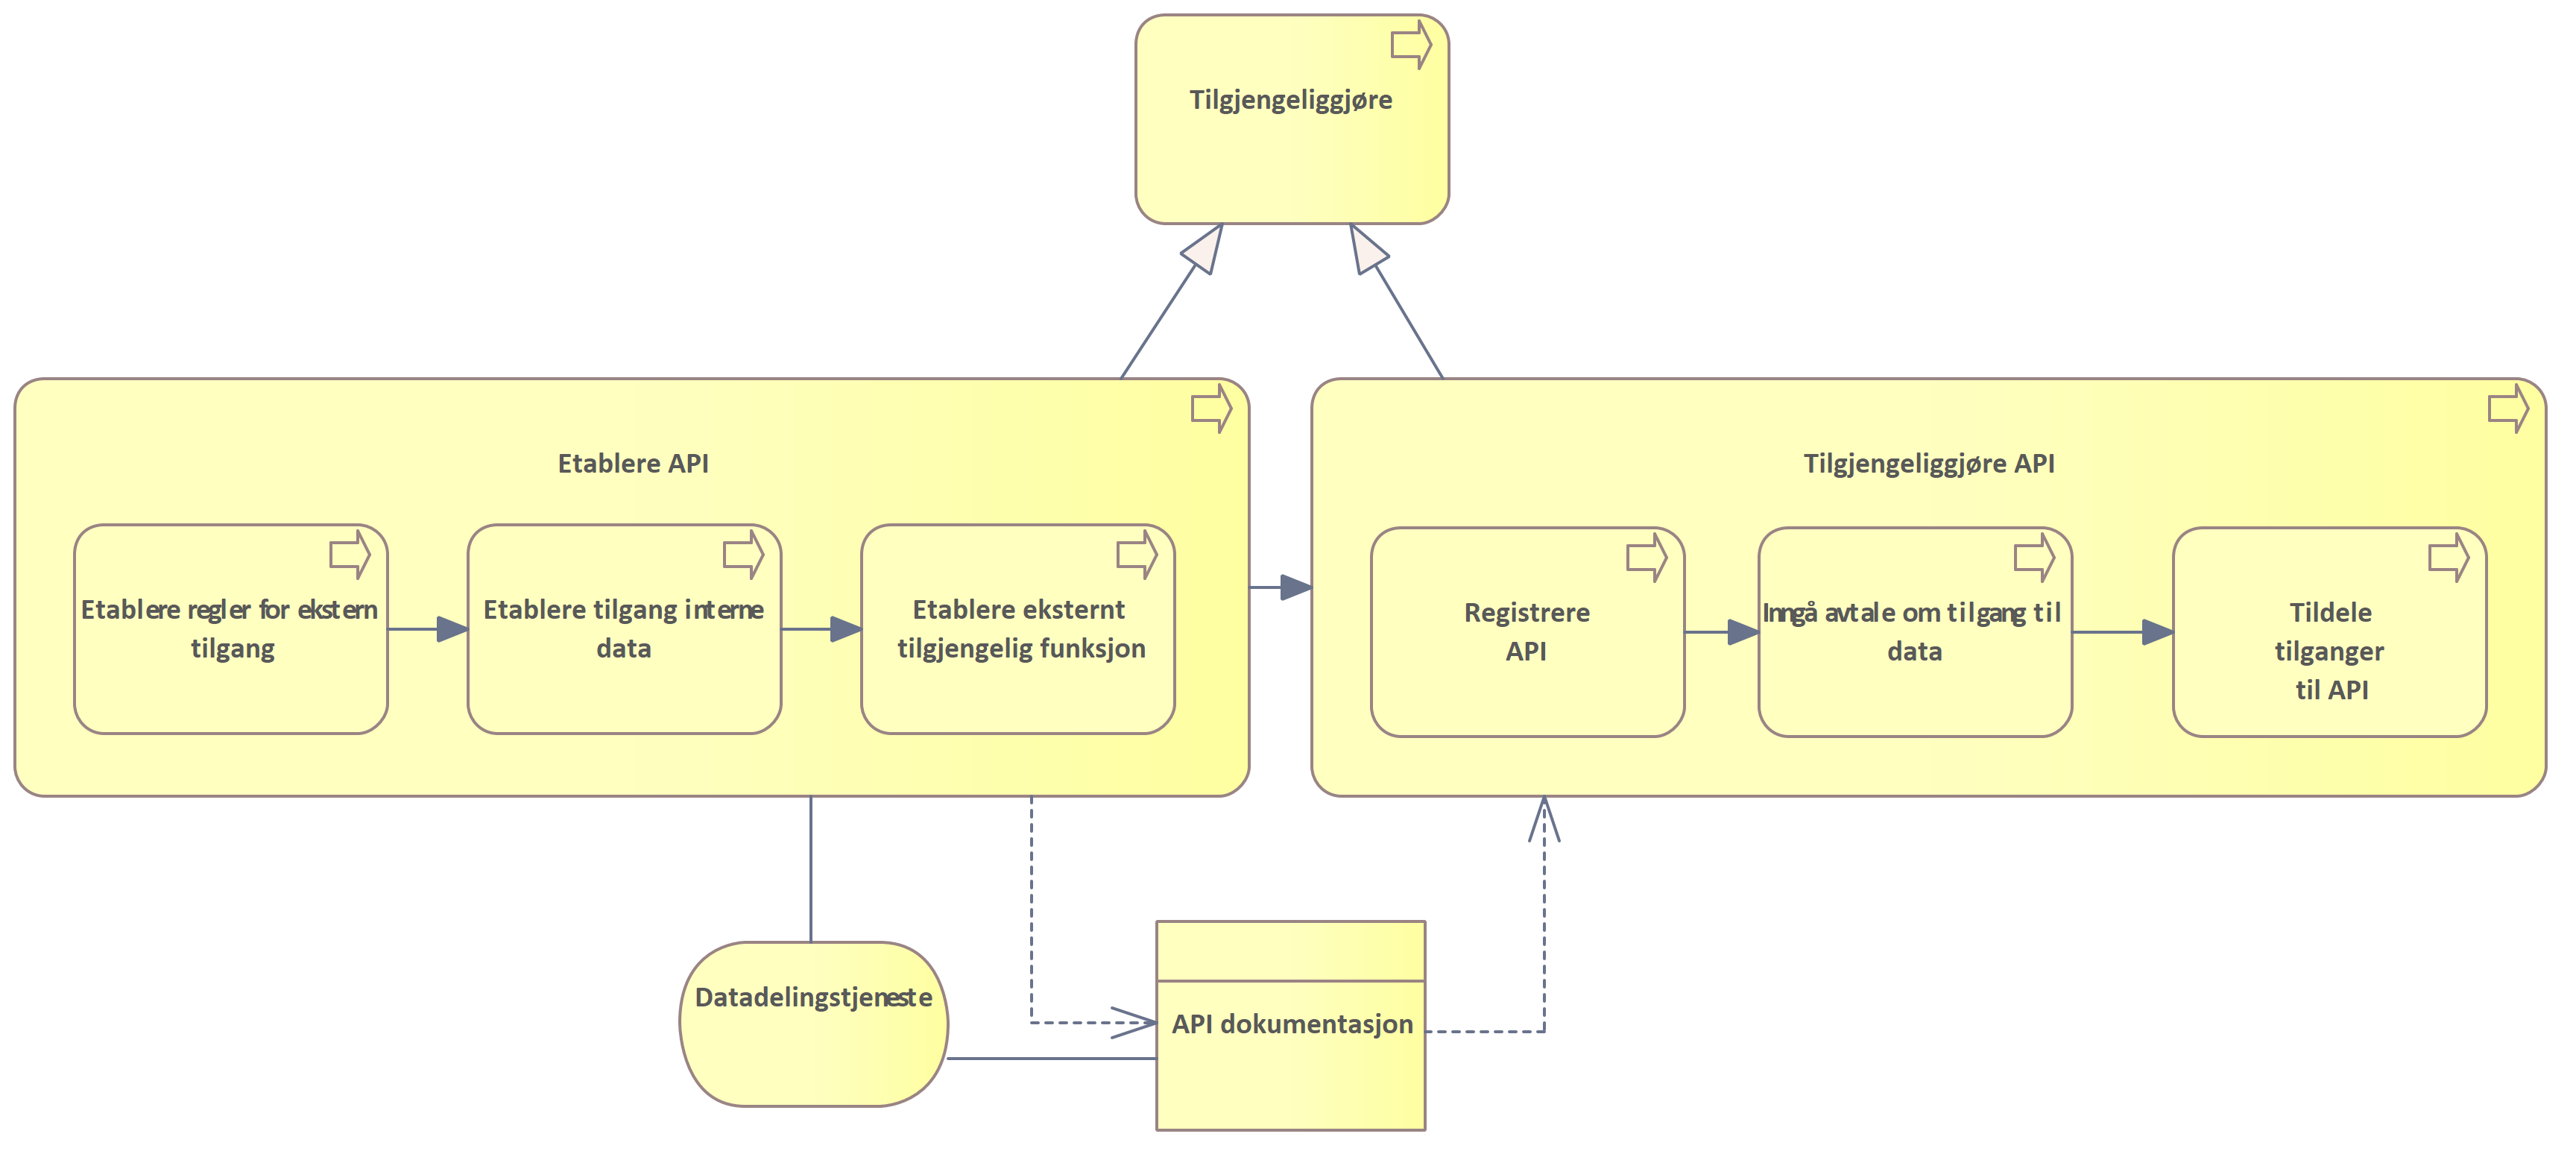 Tilgjengeliggjøre
Etablere API
Tilgjengeliggjøre API
Etablere regler for ekstern
tilgang
Etablere tilgang interne
data
Etablere eksternt
tilgjengelig funksjon
Registrere
API
Inngå avtale om tilgang til
data
Tildele
tilganger
til API
Datadelingstjeneste
API dokumentasjon